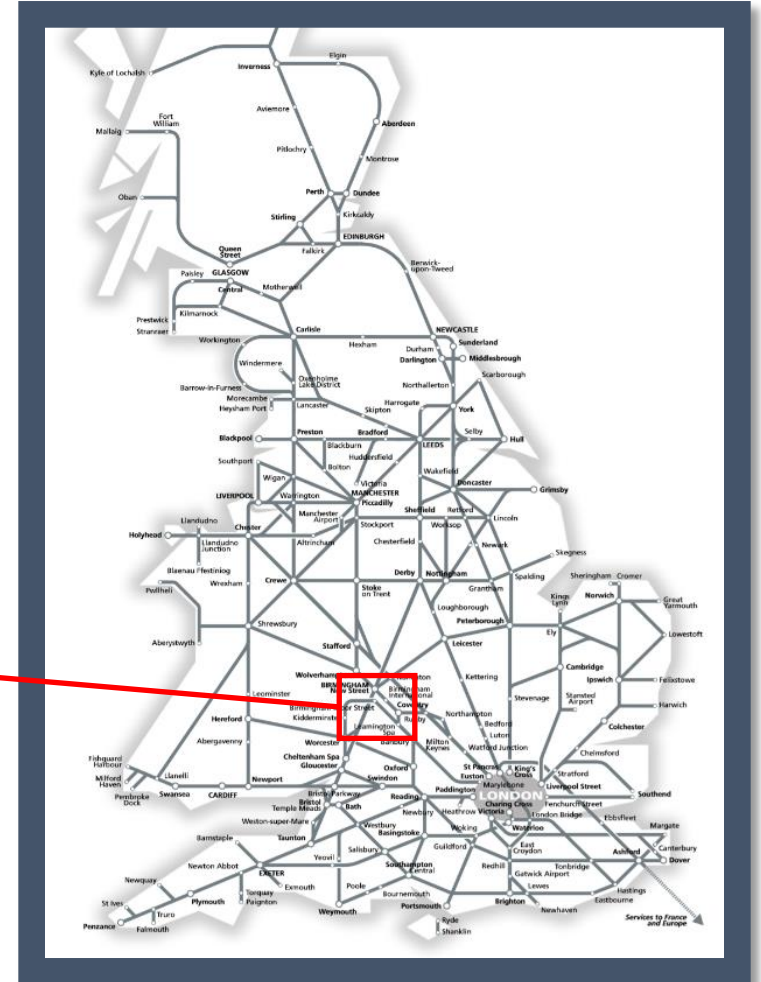 Elgin
Inverness
Kyle of Lochalsh
Aviemore
Fort
William
Mallaig
Aberdeen
Pitlochry
Montrose
Perth
Dundee
Oban
Stirling
Kirkcaldy
EDINBURGH
Queen
Street
Falkirk
Berwick-
upon-Tweed
Paisley
GLASGOW
Central
Motherwell
Prestwick
Kilmarnock
Stranraer
Carlisle
NEWCASTLE
Workington
Hexham
Sunderland
Durham
Darlington
Middlesbrough
Windermere
Scarborough
Oxenholme
Lake District
Barrow-in-Furness
Northallerton
Morecambe
Lancaster
Harrogate
Heysham Port
Skipton
York
Blackpool
Preston
Bradford
Selby
Hull
Blackburn
LEEDS
Southport
Huddersfield
Bolton
Wakefield
Wigan
Victoria
Doncaster
LIVERPOOL
Warrington
MANCHESTER
Piccadilly
Grimsby
Manchester
Airport
Sheffield
Retford
Llandudno
Chester
Stockport
Worksop
Lincoln
Holyhead
Llandudno
Junction
Altrincham
Chesterfield
Newark
Skegness
Blaenau Ffestiniog
Derby
Nottingham
Sheringham
Cromer
Pwllheli
Wrexham
Crewe
Stoke
on Trent
Grantham
Spalding
Kings
Lynn
Norwich
Great
Yarmouth
Loughborough
Shrewsbury
Peterborough
Aberystwyth
Stafford
Leicester
Ely
Lowestoft
Cambridge
BIRMINGHAM
New Street
Kettering
Leominster
Birmingham
International
Ipswich
Felixstowe
Stevenage
Stansted
Airport
Coventry
Harwich
Hereford
Kidderminster
Rugby
Northampton
Leamington
Spa
Bedford
Colchester
Abergavenny
Worcester
Banbury
Milton
Keynes
Luton
Watford Junction
Chelmsford
Fishguard
Harbour
Cheltenham Spa
Gloucester
Oxford
St Pancras
King's
Cross
Llanelli
Newport
Swindon
Euston
Stratford
Milford
Haven
Marylebone
Liverpool Street
Pembroke
Dock
Swansea
CARDIFF
Bristol Parkway
Reading
Paddington
LONDON
Southend
Bristol
Temple Meads
Bath
Charing Cross
Fenchurch Street
Newbury
Heathrow
Victoria
London Bridge
Ebbsfleet
Weston-super-Mare
Waterloo
Margate
Barnstaple
Westbury
Basingstoke
Woking
Taunton
East
Croydon
Canterbury
Salisbury
Guildford
Ashford
Newton Abbot
Yeovil
Southampton
Central
Redhill
Tonbridge
Dover
EXETER
Gatwick Airport
Newquay
Exmouth
Poole
Lewes
Hastings
Torquay
Paignton
Bournemouth
Eastbourne
St Ives
Plymouth
Weymouth
Portsmouth
Brighton
Newhaven
Truro
Ryde
Services to France
and Europe
Penzance
Falmouth
Shanklin